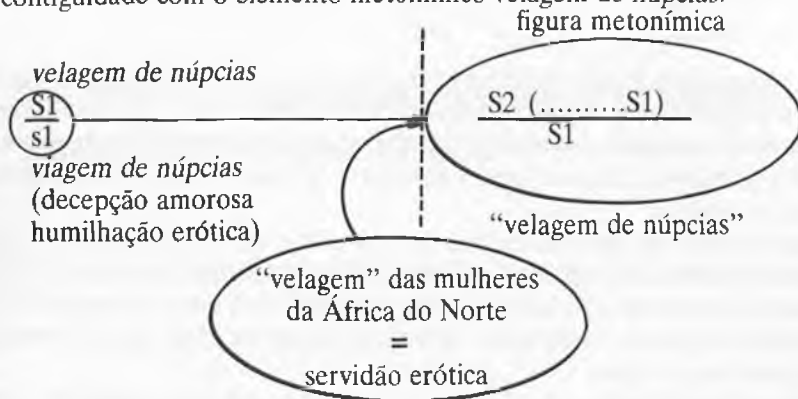 contiguidade com o elemento metonímico velagem de núpcias:
figura metonímica
velagem de núpcias
S1
s1
S2 (..........S1)
S1
viagem de núpcias
(decepção amorosa
humilhação erótica)
"velagem de núpcias"
"velagem" das mulheres
da África do Norte
=
servidão erótica